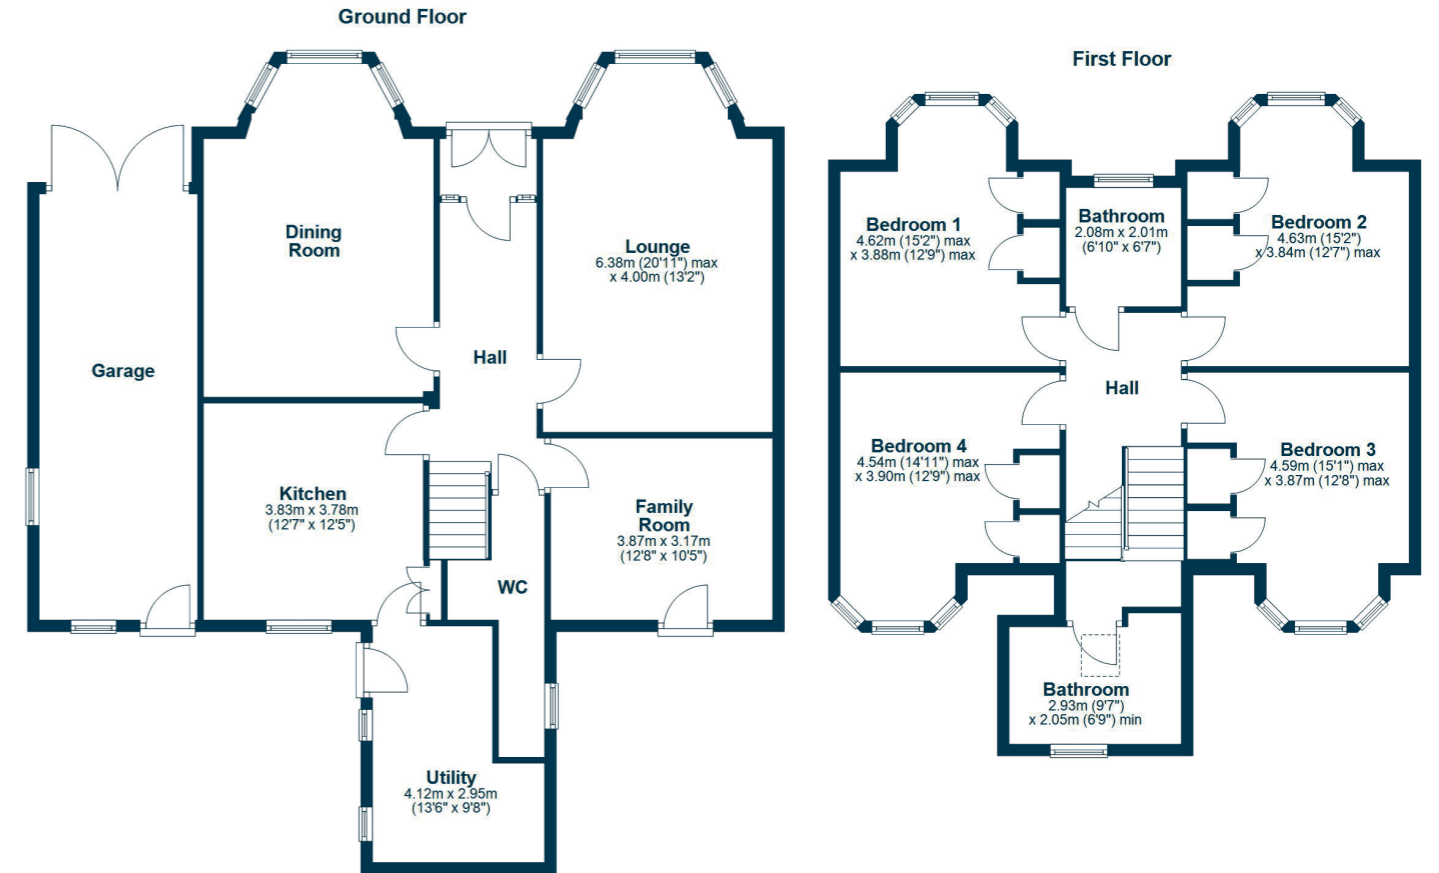 Ground Floor
Dining
Room
Lounge
6.38m (20'11") max
x 4.00m (13'2")
Garage
Hall
Kitchen
3.83m x 3.78m
(12'7" x 12'5")
Family
Room
3.87m x 3.17m
(12'8" x 10'5")
WC
Utility
4.12m x 2.95m
(13'6" x 9'8")
First Floor
Bedroom 1
4.62m (15'2") max
x 3.88m (12'9") max
Bathroom
2.08m x 2.01m
(6'10" x 6'7")
Bedroom 2
4.63m (15'2")
x 3.84m (12'7") max
Hall
Bedroom 4
4.54m (14'11") max
x 3.90m (12'9") max
Bedroom 3
4.59m (15'1") max
x 3.87m (12'8") max
Bathroom
2.93m (9'7")
x 2.05m (6'9") min